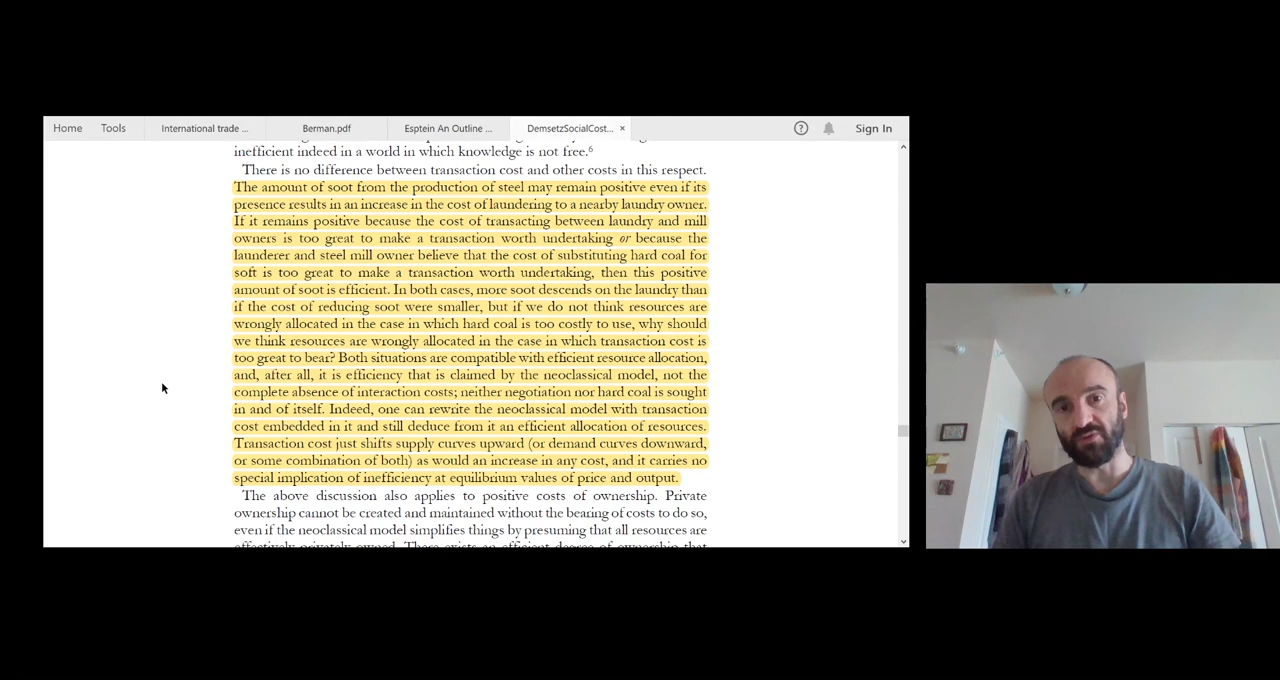 Home Tools International trade ... Berman.pdf Esptein An Outline ... DemsetzSocialCost... × ? Sign In
inefficient indeed in a world in which knowledge is not free.6
There is no difference between transaction cost and other costs in this respect.
The amount of soot from the production of steel may remain positive even if its
presence results in an increase in the cost of laundering to a nearby laundry owner.
If it remains positive because the cost of transacting between laundry and mill
owners is too great to make a transaction worth undertaking or because the
launderer and steel mill owner believe that the cost of substituting hard coal for
soft is too great to make a transaction worth undertaking, then this positive
amount of soot is efficient. In both cases, more soot descends on the laundry than
if the cost of reducing soot were smaller, but if we do not think resources are
wrongly allocated in the case in which hard coal is too costly to use, why should
we think resources are wrongly allocated in the case in which transaction cost is
too great to bear? Both situations are compatible with efficient resource allocation,
and, after all, it is efficiency that is claimed by the neoclassical model, not the
complete absence of interaction costs; neither negotiation nor hard coal is sought
in and of itself. Indeed, one can rewrite the neoclassical model with transaction
cost embedded in it and still deduce from it an efficient allocation of resources.
Transaction cost just shifts supply curves upward (or demand curves downward,
or some combination of both) as would an increase in any cost, and it carries no
special implication of inefficiency at equilibrium values of price and output.
The above discussion also applies to positive costs of ownership. Private
ownership cannot be created and maintained without the bearing of costs to do so,
even if the neoclassical model simplifies things by presuming that all resources are
effectively privately owned. There exists an efficient degree of ownership that